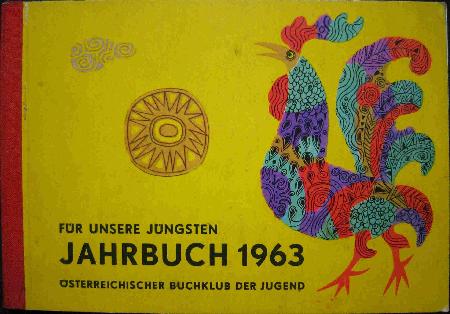 FÜR UNSERE JÜNGSTEN
JAHRBUCH 1963
ÖSTERREICHISCHER BUCHKLUB DER JUGEND